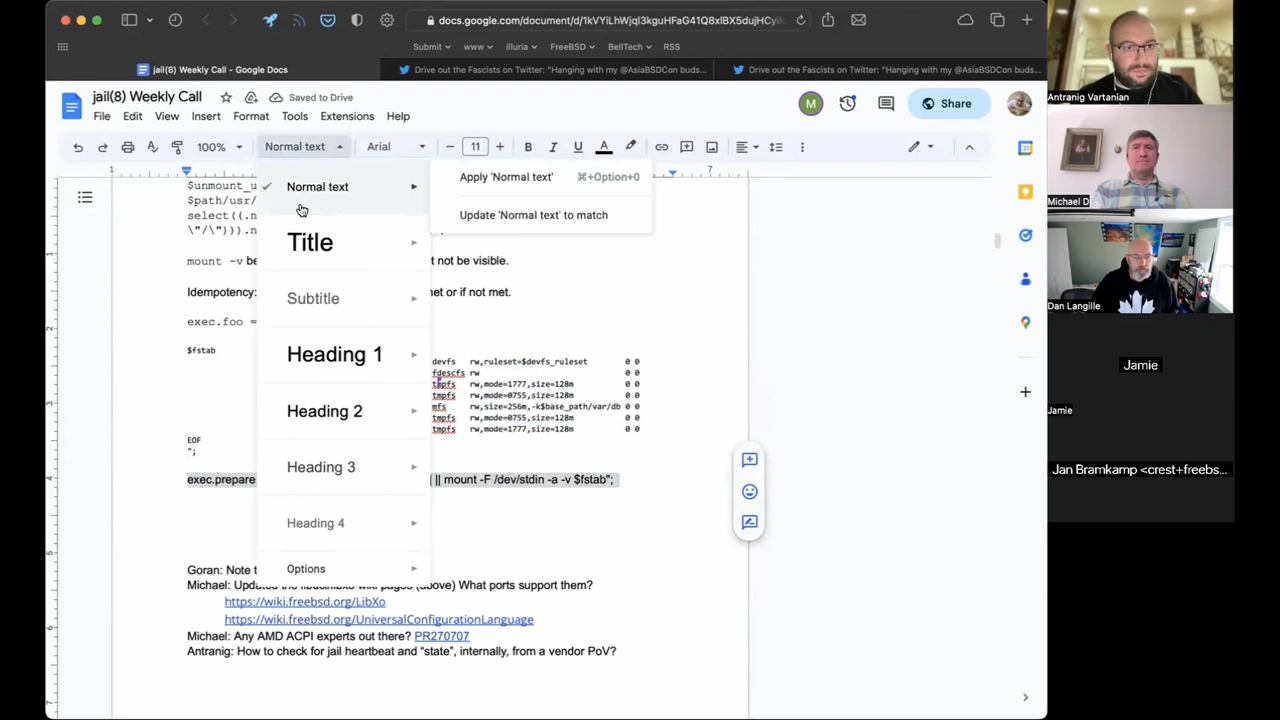 docs.google.com/document/d/1kVYiLhWjql3kguHFaG41Q8xlBX5dujHCyil
Submit www illuria FreeBSD BellTech RSS
jail(8) Weekly Call - Google Docs
Drive out the Fascists on Twitter: "Hanging with my @AsiaBSDCon buds...
Drive out the Fascists on Twitter: "Hanging with my @AsiaBSDCon buds...
jail(8) Weekly Call
Saved to Drive
File Edit View Insert Format Tools Extensions Help
M
Share
100% Normal text Arial 11 B I U A
1 7
$unmount_u
$path/usr/
select((.n
\"/\"))).n
mount -v be
t not be visible.
Idempotency:
net or if not met.
exec.foo =
$fstab
devfs rw,ruleset=$devfs_ruleset 0 0
fdescfs rw 0 0
tmpfs rw,mode=1777,size=128m 0 0
tmpfs rw,mode=0755,size=128m 0 0
mfs rw,size=256m,-k$base_path/var/db 0 0
tmpfs rw,mode=0755,size=128m 0 0
tmpfs rw,mode=1777,size=128m 0 0
EOF
";
exec.prepare
|| mount -F /dev/stdin -a -v $fstab";
Goran: Note t
Michael: Updated the
wiki pages (above) What ports support them?
https://wiki.freebsd.org/LibXo
https://wiki.freebsd.org/UniversalConfigurationLanguage
Michael: Any AMD ACPI experts out there? PR270707
Antranig: How to check for jail heartbeat and "state", internally, from a vendor PoV?
Normal text
Title
Subtitle
Heading 1
Heading 2
Heading 3
Heading 4
Options
Apply 'Normal text' ⌘+Option+0
Update 'Normal text' to match
Antranig Vartanian
Michael D
Dan Langille
Jamie
Jamie
Jan Bramkamp <crest+freebs...